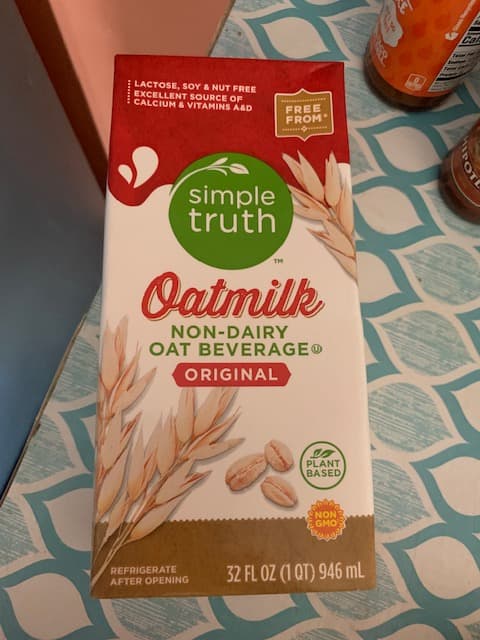 LACTOSE, SOY & NUT FREE
EXCELLENT SOURCE OF
CALCIUM & VITAMINS A&D
FREE
FROM*
simple
truth
TM
Oatmilk
NON-DAIRY
OAT BEVERAGE U
ORIGINAL
PLANT
BASED
NON
GMO
REFRIGERATE
AFTER OPENING
32 FL OZ (1 QT) 946 mL